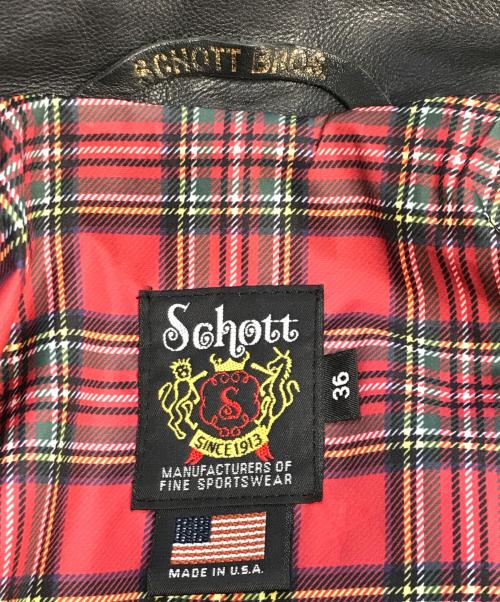 SCHOTT BROS
Schott
S
SINCE 1913
MANUFACTURERS OF
FINE SPORTSWEAR
36
MADE IN U.S.A.